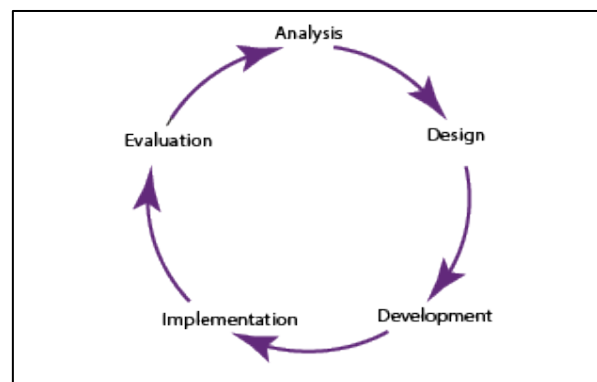 Analysis
Design
Development
Implementation
Evaluation